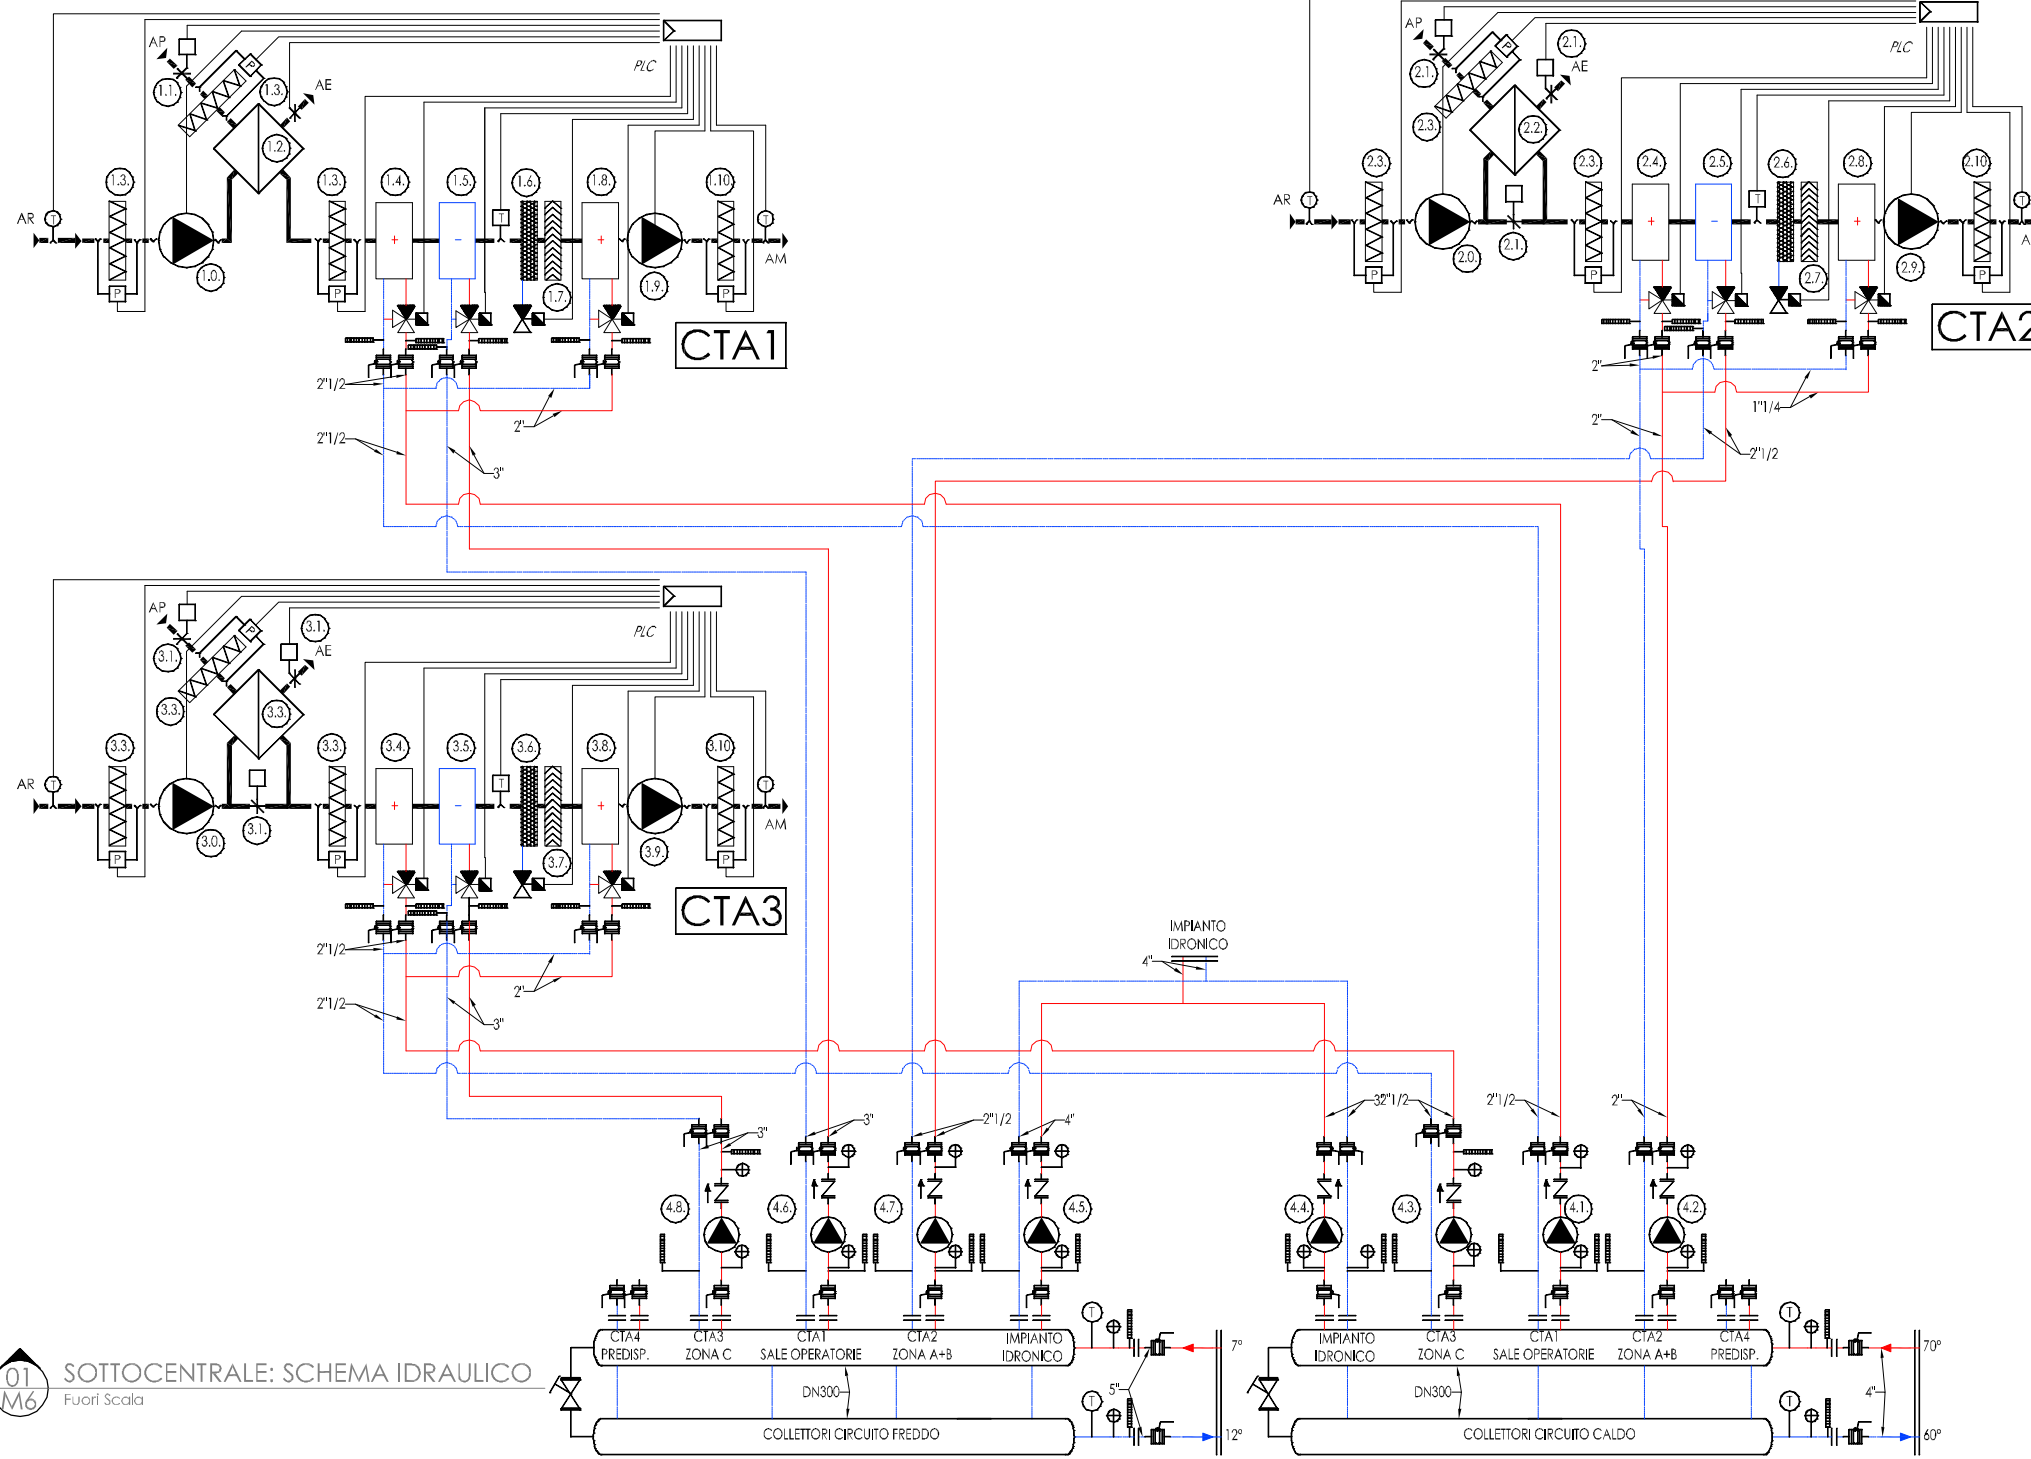 PLC
AP
1.1.
1.3.
AE
1.2.
1.3.
1.3.
1.4.
1.5.
1.6.
1.8.
1.10
AR
T
T
T
P
+
-
+
AM
1.0.
1.9.
1.7.
P
P
P
CTA1
2"1/2
2"
2"1/2
3"
PLC
AP
2.1.
2.1.
AE
P
2.3.
2.2.
2.3.
2.3.
2.4.
2.5.
2.6.
2.8.
2.10
AR
T
T
T
+
-
+
2.0.
2.1.
2.9.
2.7.
P
P
P
CTA2
2"
1"1/4
2"
2"1/2
PLC
AP
3.1.
3.1.
AE
P
3.3.
3.3.
3.3.
3.3.
3.4.
3.5.
3.6.
3.8.
3.10
AR
T
T
T
+
-
+
AM
3.0.
3.1.
3.9.
3.7.
P
P
P
CTA3
2"1/2
2"
2"1/2
3"
IMPIANTO
IDRONICO
4"
3"
3"
2"1/2
4"
3"
2"1/2
2"1/2
2"
4.8.
4.6.
4.7.
4.5.
4.4.
4.3.
4.1.
4.2.
CTA4
PREDISP.
CTA3
ZONA C
CTA1
SALE OPERATORIE
CTA2
ZONA A+B
IMPIANTO
IDRONICO
T
7°
DN300
5"
T
COLLETTORI CIRCUITO FREDDO
12°
IMPIANTO
IDRONICO
CTA3
ZONA C
CTA1
SALE OPERATORIE
CTA2
ZONA A+B
CTA4
PREDISP.
T
70°
DN300
4"
T
COLLETTORI CIRCUITO CALDO
60°
01
M6
SOTTOCENTRALE: SCHEMA IDRAULICO
Fuori Scala